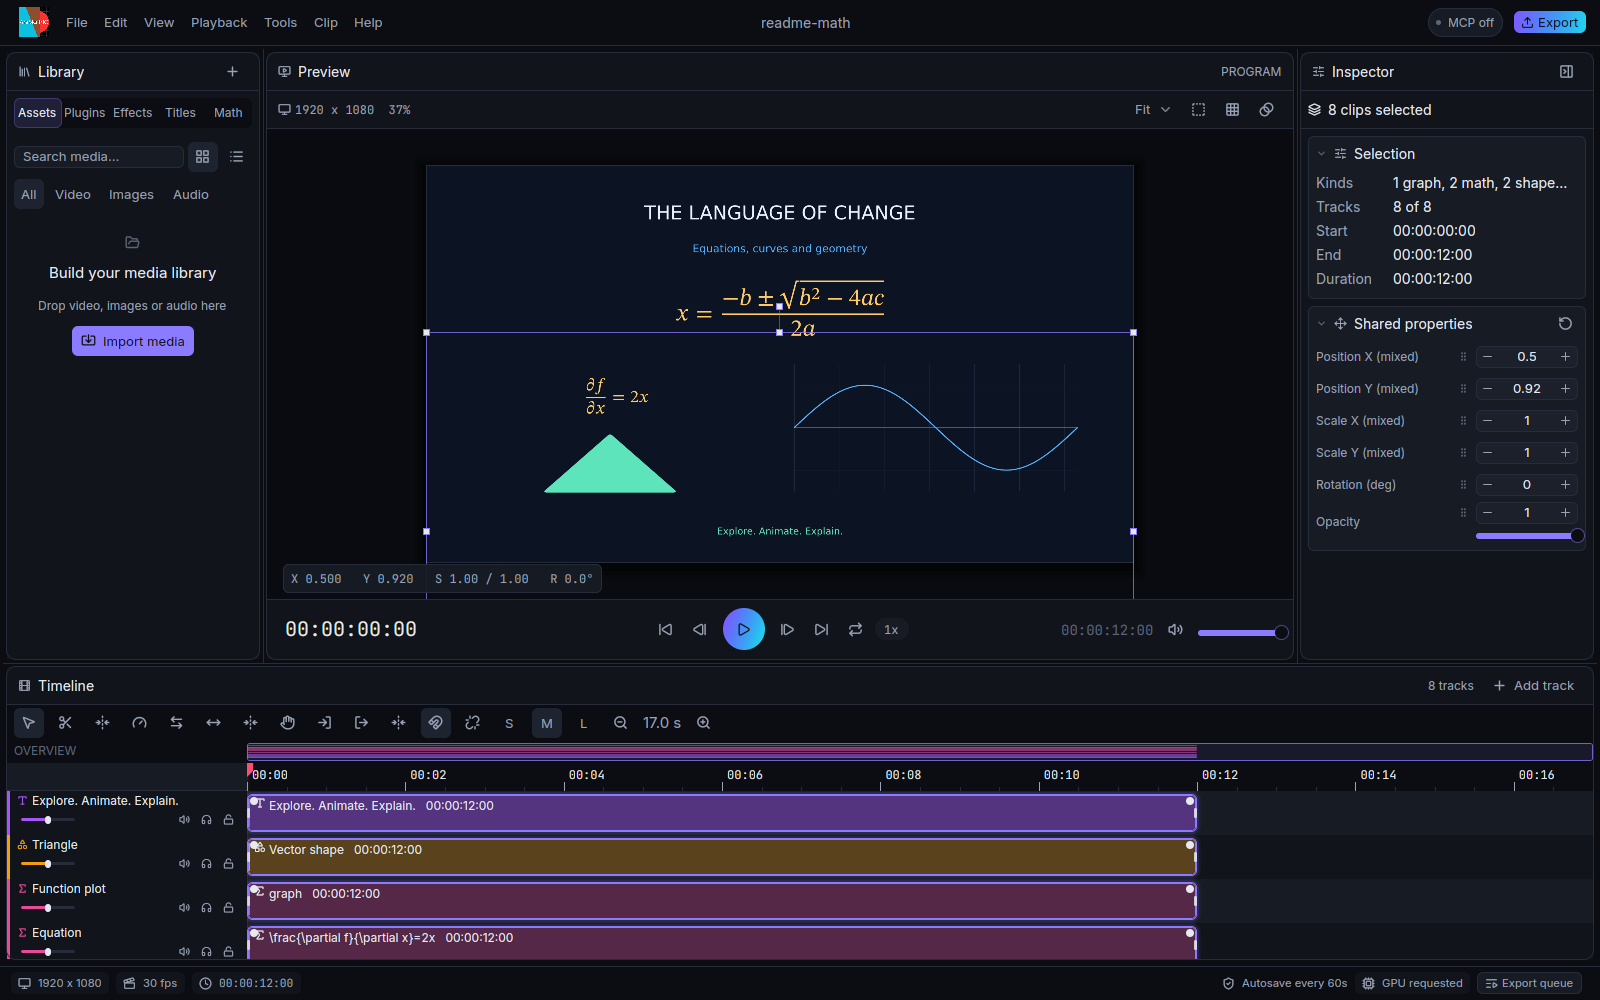 File Edit View Playback Tools Clip Help
readme-math
MCP off
Export
Library
Assets Plugins Effects Titles Math
Search media...
All Video Images Audio
Build your media library
Drop video, images or audio here
Import media
Preview
PROGRAM
1920 x 1080 37%
Fit
THE LANGUAGE OF CHANGE
Equations, curves and geometry
x = −b ± √b² − 4ac / 2a
∂f / ∂x = 2x
Explore. Animate. Explain.
X 0.500 Y 0.920 S 1.00 / 1.00 R 0.0°
00:00:00:00
1x
00:00:12:00
Inspector
8 clips selected
Selection
Kinds 1 graph, 2 math, 2 shape...
Tracks 8 of 8
Start 00:00:00:00
End 00:00:12:00
Duration 00:00:12:00
Shared properties
Position X (mixed) 0.5
Position Y (mixed) 0.92
Scale X (mixed) 1
Scale Y (mixed) 1
Rotation (deg) 0
Opacity 1
Timeline
8 tracks
Add track
S M L
17.0 s
OVERVIEW
00:00 00:02 00:04 00:06 00:08 00:10 00:12 00:14 00:16
Explore. Animate. Explain.
Explore. Animate. Explain. 00:00:12:00
Triangle
Vector shape 00:00:12:00
Function plot
graph 00:00:12:00
Equation
\frac{\partial f}{\partial x}=2x 00:00:12:00
1920 x 1080
30 fps
00:00:12:00
Autosave every 60s
GPU requested
Export queue